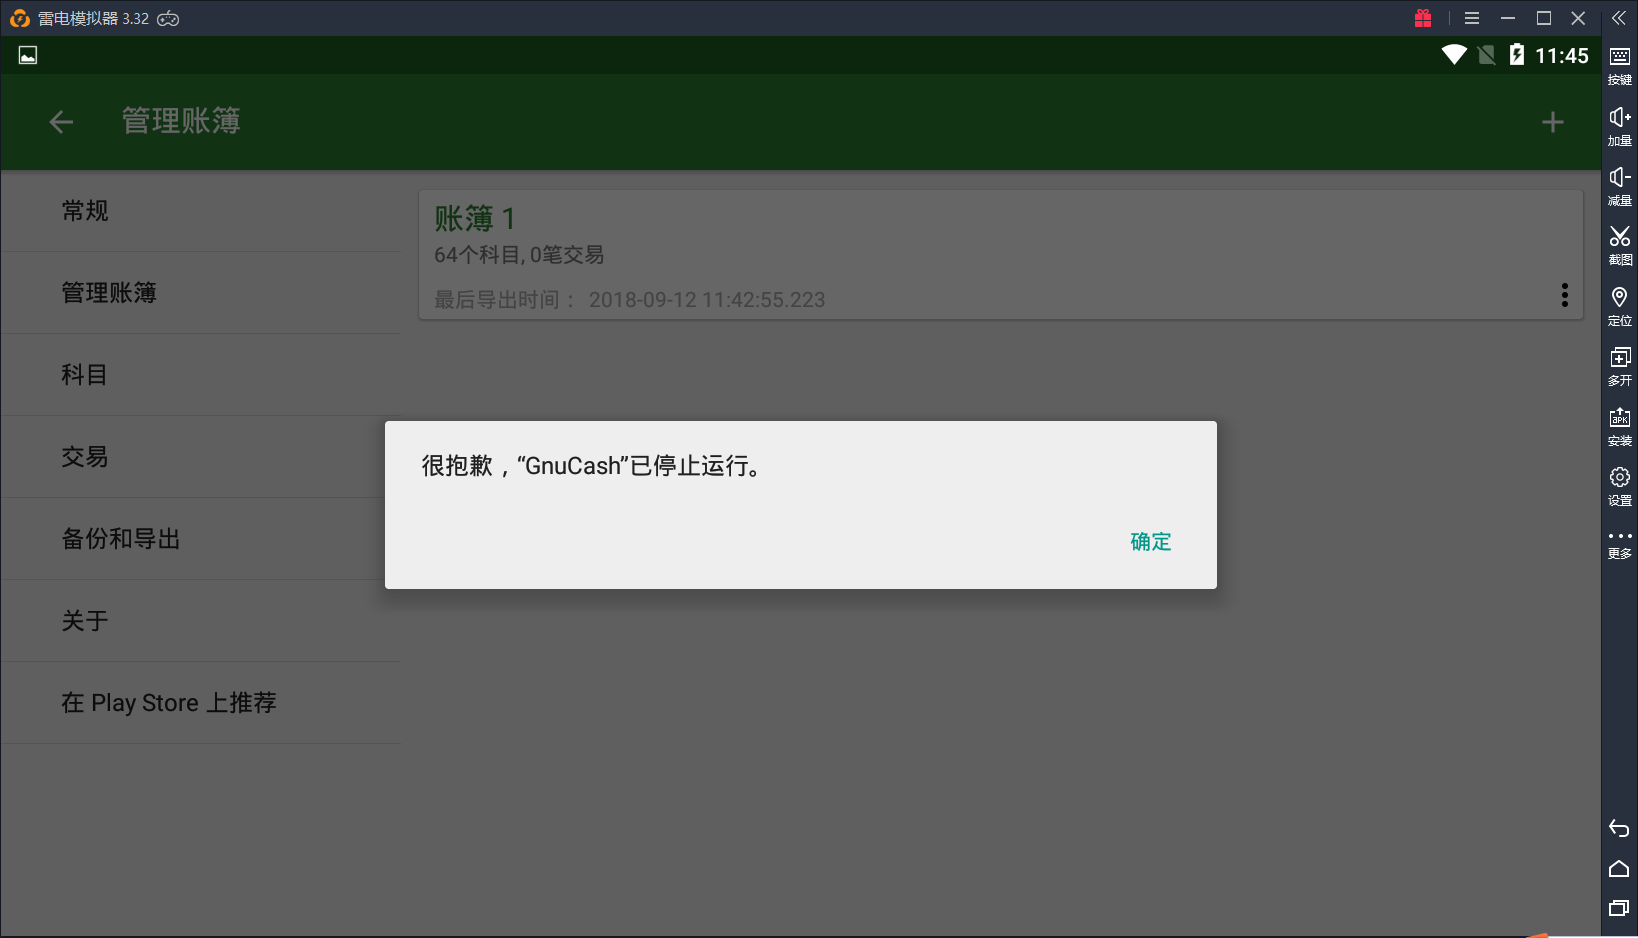 雷电模拟器 3.32
11:45
管理账簿
常规
管理账簿
科目
交易
备份和导出
关于
在 Play Store 上推荐
账簿 1
64个科目, 0笔交易
最后导出时间： 2018-09-12 11:42:55.223
很抱歉，“GnuCash”已停止运行。
确定
按键
加量
减量
截图
定位
多开
APK
安装
设置
更多